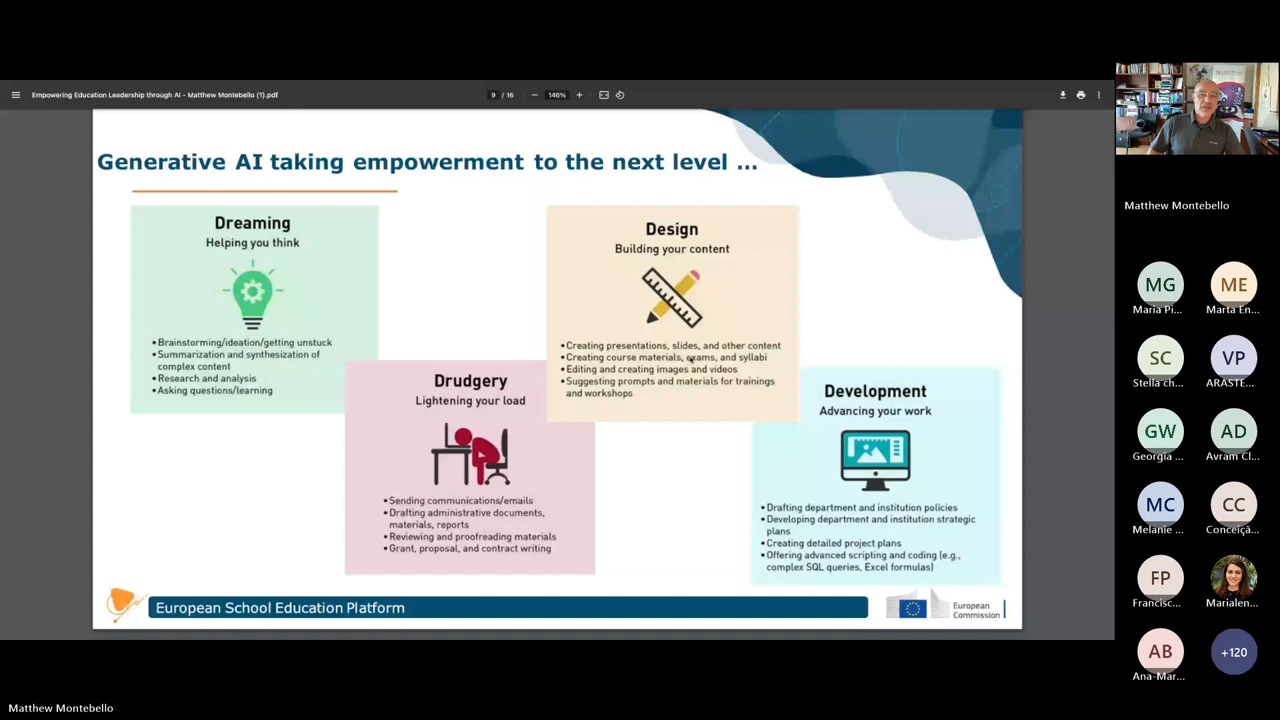 Empowering Education Leadership through AI - Matthew Montebello (1).pdf
9 / 16
146%
Generative AI taking empowerment to the next level ...
Dreaming
Helping you think
•Brainstorming/ideation/getting unstuck
•Summarization and synthesization of
complex content
•Research and analysis
•Asking questions/learning
Drudgery
Lightening your load
•Sending communications/emails
•Drafting administrative documents,
materials, reports
•Reviewing and proofreading materials
•Grant, proposal, and contract writing
Design
Building your content
•Creating presentations, slides, and other content
•Creating course materials, exams, and syllabi
•Editing and creating images and videos
•Suggesting prompts and materials for trainings
and workshops
Development
Advancing your work
•Drafting department and institution policies
•Developing department and institution strategic
plans
•Creating detailed project plans
•Offering advanced scripting and coding (e.g.,
complex SQL queries, Excel formulas)
European School Education Platform
European
Commission
Matthew Montebello
MG
Maria Pi...
ME
Marta En...
SC
Stella ch...
VP
ARASTE...
GW
Georgia ...
AD
Avram Cl...
MC
Melanie ...
CC
Conceiçã...
FP
Francisc...
Marialen...
AB
Ana-Mar...
+120
Matthew Montebello